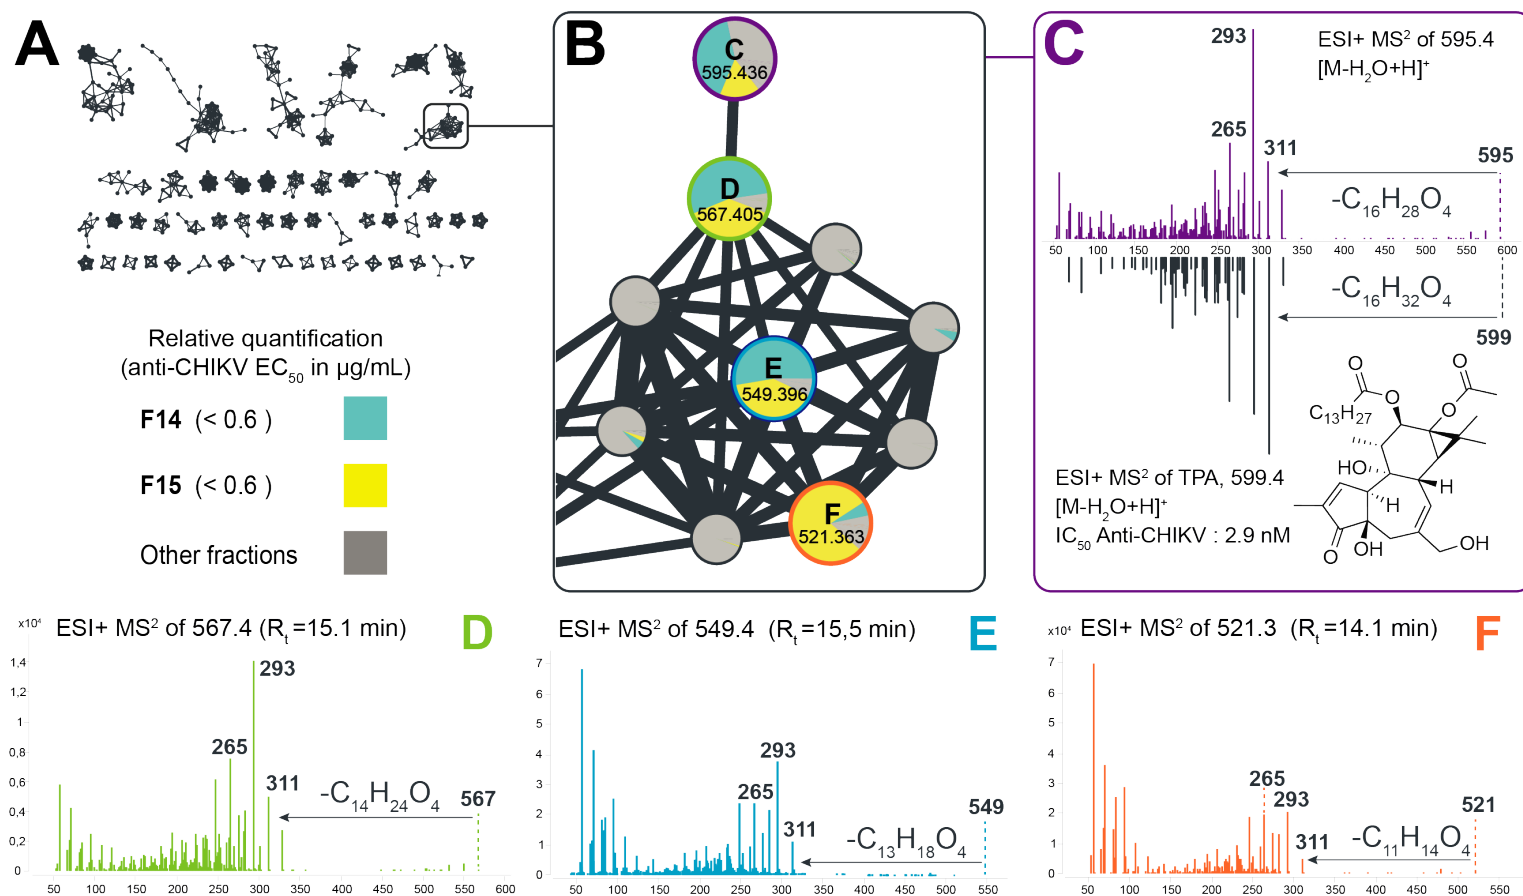 A
B
C
595.436
D
567.405
E
549.396
F
521.363
C
ESI+ MS² of 595.4
[M-H₂O+H]⁺
293
265
311
595
-C₁₆H₂₈O₄
50 100 150 200 250 300 350 400 450 500 550 600
-C₁₆H₃₂O₄
599
O
O
C₁₃H₂₇
O
O
HO
H
H
O
OH
OH
ESI+ MS² of TPA, 599.4
[M-H₂O+H]⁺
IC₅₀ Anti-CHIKV : 2.9 nM
Relative quantification
(anti-CHIKV EC₅₀ in µg/mL)
F14 (< 0.6 )
F15 (< 0.6 )
Other fractions
x10⁴
ESI+ MS² of 567.4 (Rₜ=15.1 min)
D
1,4
1,2
1
0,8
0,6
0,4
0,2
0
293
265
311
-C₁₄H₂₄O₄
567
50 100 150 200 250 300 350 400 450 500 550 600
ESI+ MS² of 549.4 (Rₜ=15,5 min)
E
7
6
5
4
3
2
1
0
293
265
311
-C₁₃H₁₈O₄
549
50 100 150 200 250 300 350 400 450 500 550
x10⁴
ESI+ MS² of 521.3 (Rₜ=14.1 min)
F
7
6
5
4
3
2
1
0
265
293
311
-C₁₁H₁₄O₄
521
50 100 150 200 250 300 350 400 450 500 550